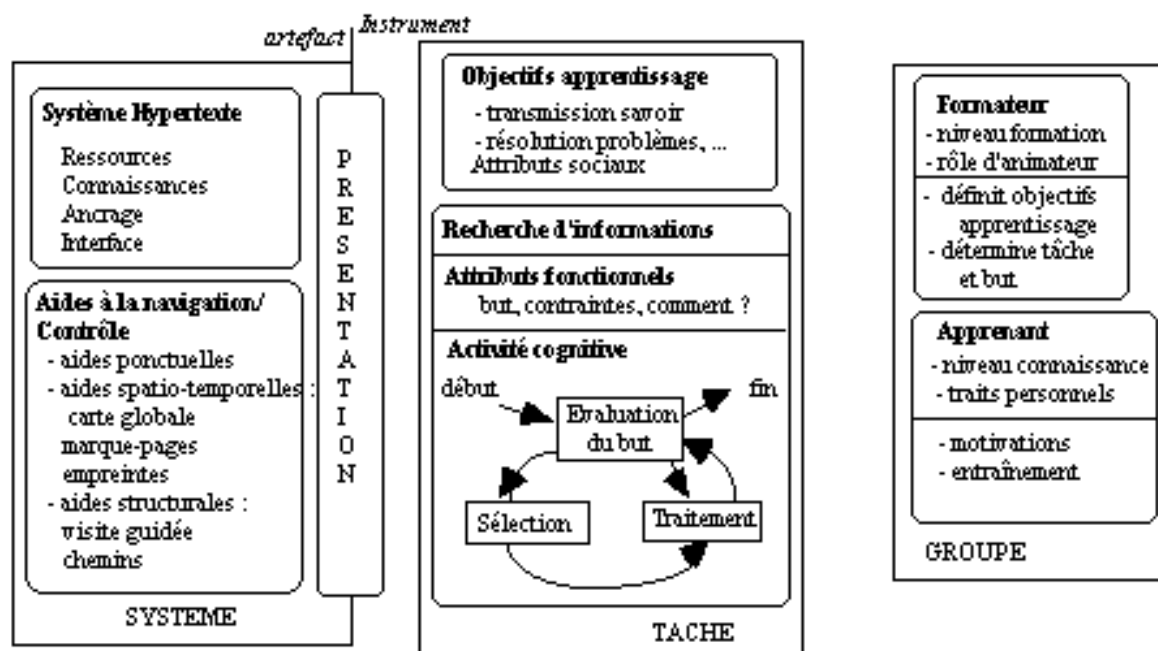 artefact
Instrument
Système Hypertexte
Ressources
Connaissances
Ancrage
Interface
Aides à la navigation/
Contrôle
- aides ponctuelles
- aides spatio-temporelles :
carte globale
marque-pages
empreintes
- aides structurales :
visite guidée
chemins
SYSTEME
PRESENTATION
Objectifs apprentissage
- transmission savoir
- résolution problèmes, ...
Attributs sociaux
Recherche d'informations
Attributs fonctionnels
but, contraintes, comment ?
Activité cognitive
début
fin
Evaluation
du but
Sélection
Traitement
TACHE
Formateur
- niveau formation
- rôle d'animateur
- définit objectifs
apprentissage
- détermine tâche
et but
Apprenant
- niveau connaissance
- traits personnels
- motivations
- entraînement
GROUPE